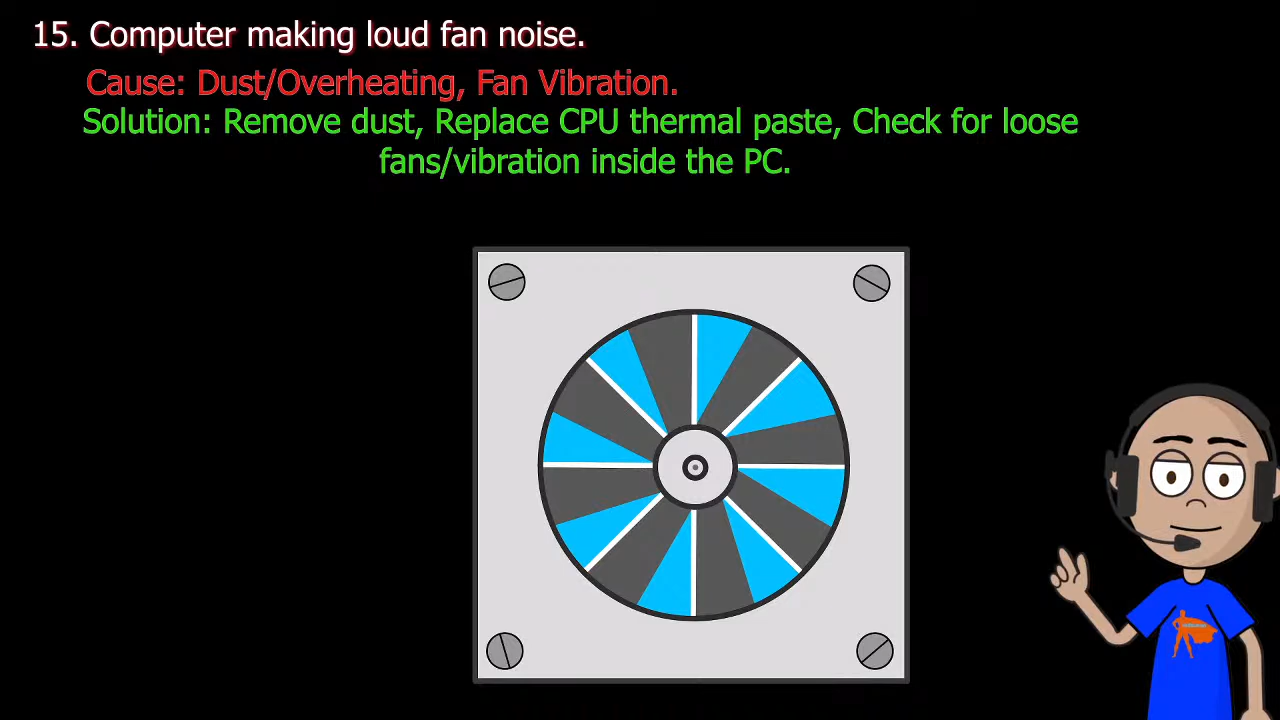 15. Computer making loud fan noise.
Cause: Dust/Overheating, Fan Vibration.
Solution: Remove dust, Replace CPU thermal paste, Check for loose
fans/vibration inside the PC.